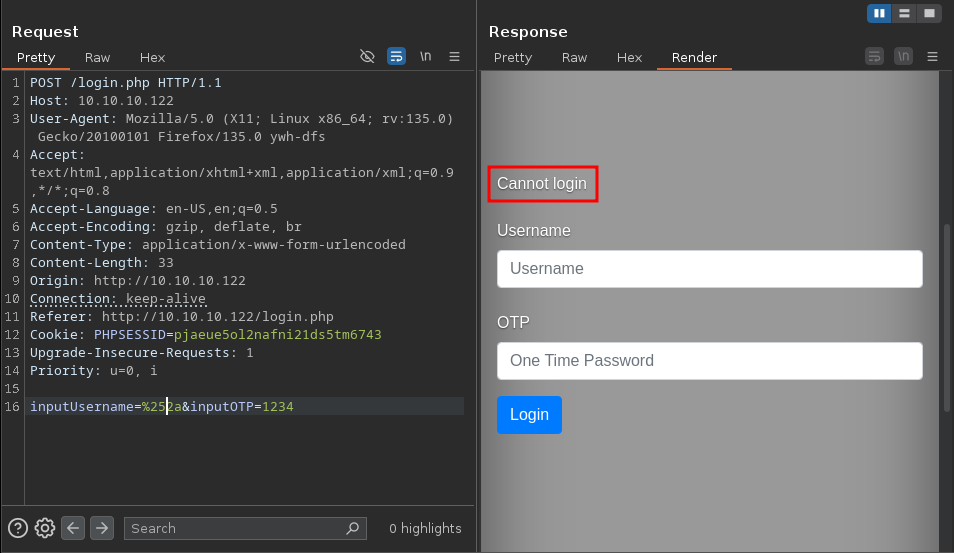 Request
Pretty Raw Hex \n
1 POST /login.php HTTP/1.1
2 Host: 10.10.10.122
3 User-Agent: Mozilla/5.0 (X11; Linux x86_64; rv:135.0)
Gecko/20100101 Firefox/135.0 ywh-dfs
4 Accept:
text/html,application/xhtml+xml,application/xml;q=0.9
,*/*;q=0.8
5 Accept-Language: en-US,en;q=0.5
6 Accept-Encoding: gzip, deflate, br
7 Content-Type: application/x-www-form-urlencoded
8 Content-Length: 33
9 Origin: http://10.10.10.122
10 Connection: keep-alive
11 Referer: http://10.10.10.122/login.php
12 Cookie: PHPSESSID=pjaeue5ol2nafni21ds5tm6743
13 Upgrade-Insecure-Requests: 1
14 Priority: u=0, i
15
16 inputUsername=%252a&inputOTP=1234
Search 0 highlights
Response
Pretty Raw Hex Render \n
Cannot login
Username
Username
OTP
One Time Password
Login